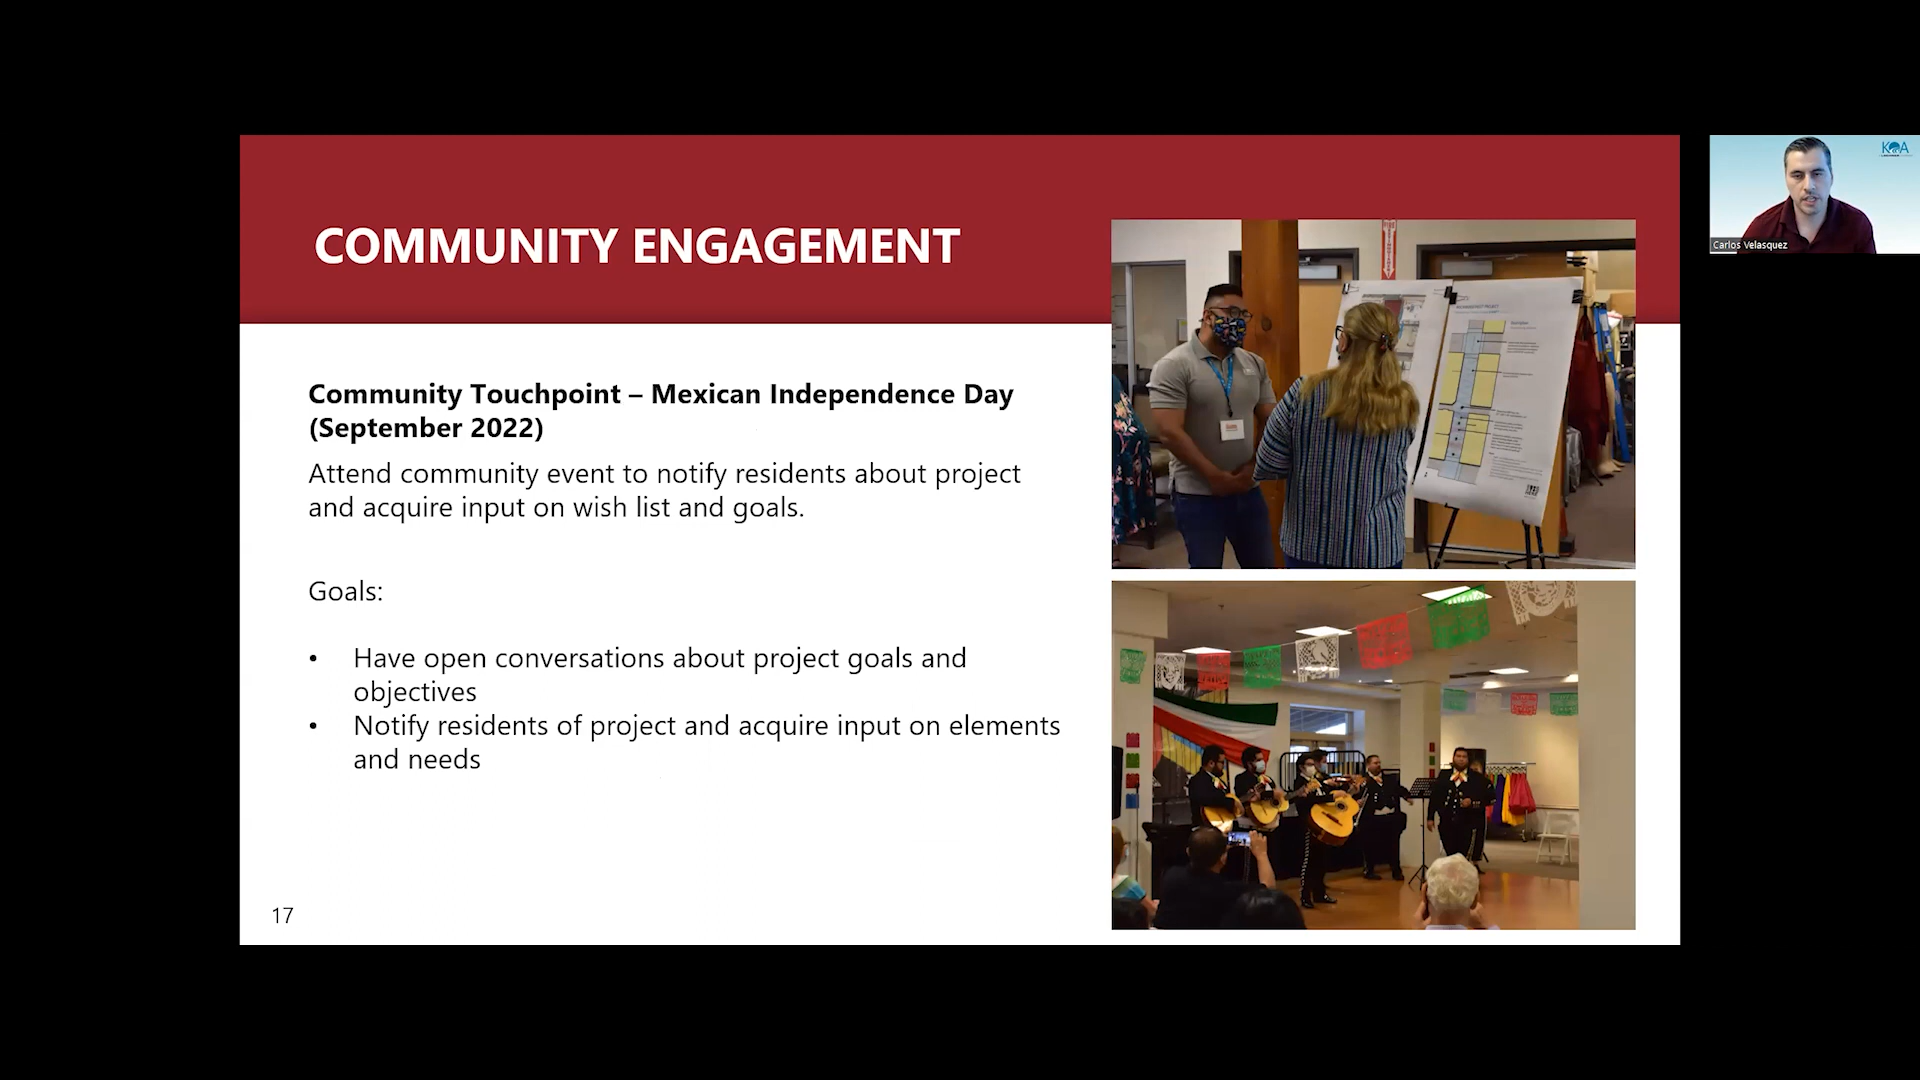 COMMUNITY ENGAGEMENT
Community Touchpoint – Mexican Independence Day
(September 2022)
Attend community event to notify residents about project
and acquire input on wish list and goals.
Goals:
• Have open conversations about project goals and
objectives
• Notify residents of project and acquire input on elements
and needs
17
KOA
Carlos Velasquez